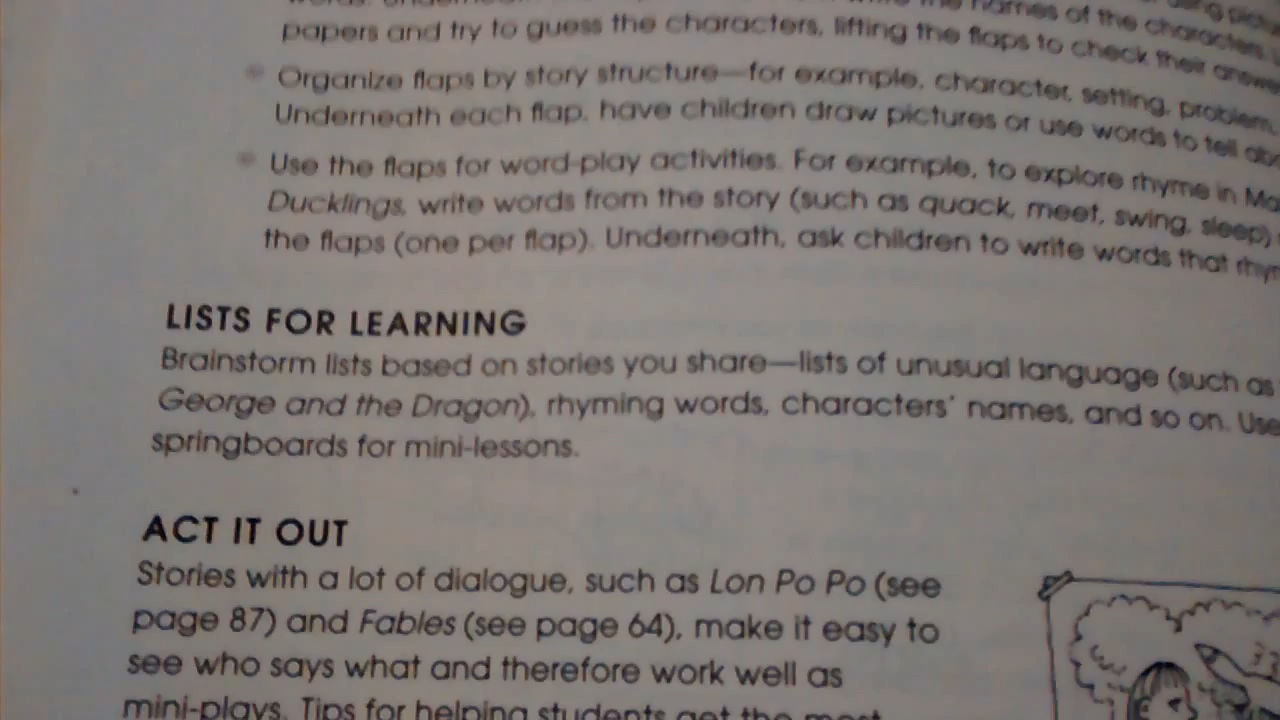 the names of the characters.
papers and try to guess the characters, lifting the flaps to check their
Organize flaps by story structure—for example, character, setting, problem,
Underneath each flap, have children draw pictures or use words to tell
Use the flaps for word-play activities. For example, to explore rhyme in
Ducklings, write words from the story (such as quack, meet, swing, sleep)
the flaps (one per flap). Underneath, ask children to write words that
LISTS FOR LEARNING
Brainstorm lists based on stories you share—lists of unusual language (such as
George and the Dragon), rhyming words, characters' names, and so on. Use
springboards for mini-lessons.
ACT IT OUT
Stories with a lot of dialogue, such as Lon Po Po (see
page 87) and Fables (see page 64), make it easy to
see who says what and therefore work well as
mini-plays. Tips for helping students get the most